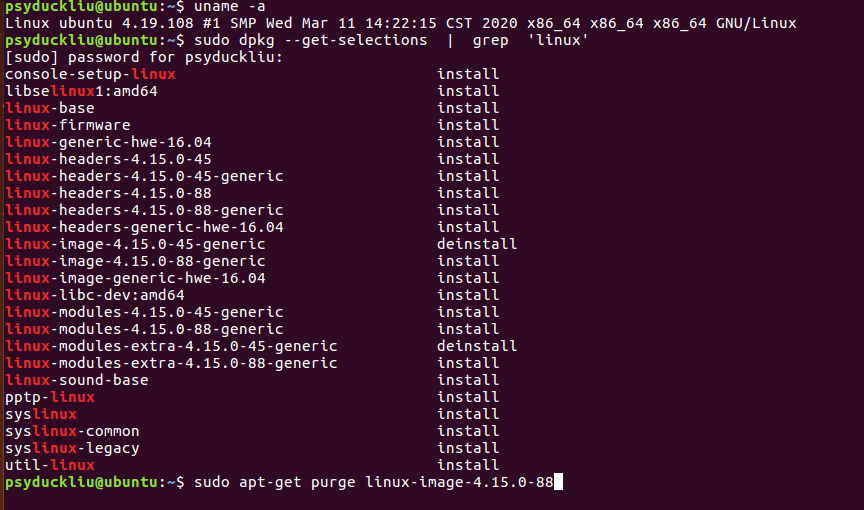 psyduckliu@ubuntu:~$ uname -a
Linux ubuntu 4.19.108 #1 SMP Wed Mar 11 14:22:15 CST 2020 x86_64 x86_64 x86_64 GNU/Linux
psyduckliu@ubuntu:~$ sudo dpkg --get-selections  |  grep  'linux'
[sudo] password for psyduckliu:
console-setup-linux install
libselinux1:amd64 install
linux-base install
linux-firmware install
linux-generic-hwe-16.04 install
linux-headers-4.15.0-45 install
linux-headers-4.15.0-45-generic install
linux-headers-4.15.0-88 install
linux-headers-4.15.0-88-generic install
linux-headers-generic-hwe-16.04 install
linux-image-4.15.0-45-generic deinstall
linux-image-4.15.0-88-generic install
linux-image-generic-hwe-16.04 install
linux-libc-dev:amd64 install
linux-modules-4.15.0-45-generic install
linux-modules-4.15.0-88-generic install
linux-modules-extra-4.15.0-45-generic deinstall
linux-modules-extra-4.15.0-88-generic install
linux-sound-base install
pptp-linux install
syslinux install
syslinux-common install
syslinux-legacy install
util-linux install
psyduckliu@ubuntu:~$ sudo apt-get purge linux-image-4.15.0-88